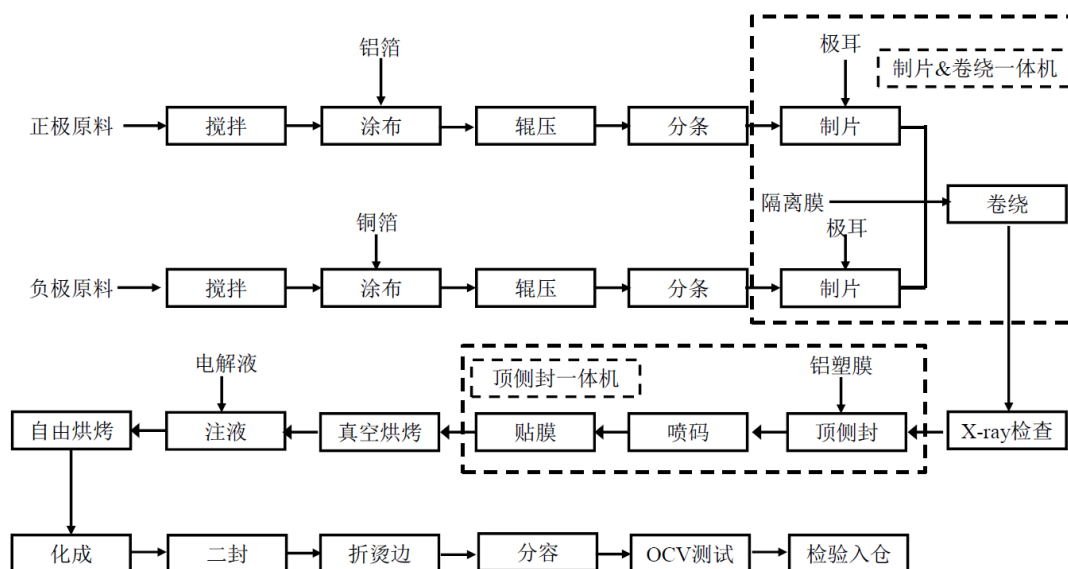 铝箔
极耳
制片&卷绕一体机
正极原料
搅拌
涂布
辊压
分条
制片
隔离膜
卷绕
铜箔
极耳
负极原料
搅拌
涂布
辊压
分条
制片
电解液
顶侧封一体机
铝塑膜
自由烘烤
注液
真空烘烤
贴膜
喷码
顶侧封
X-ray检查
化成
二封
折烫边
分容
OCV测试
检验入仓